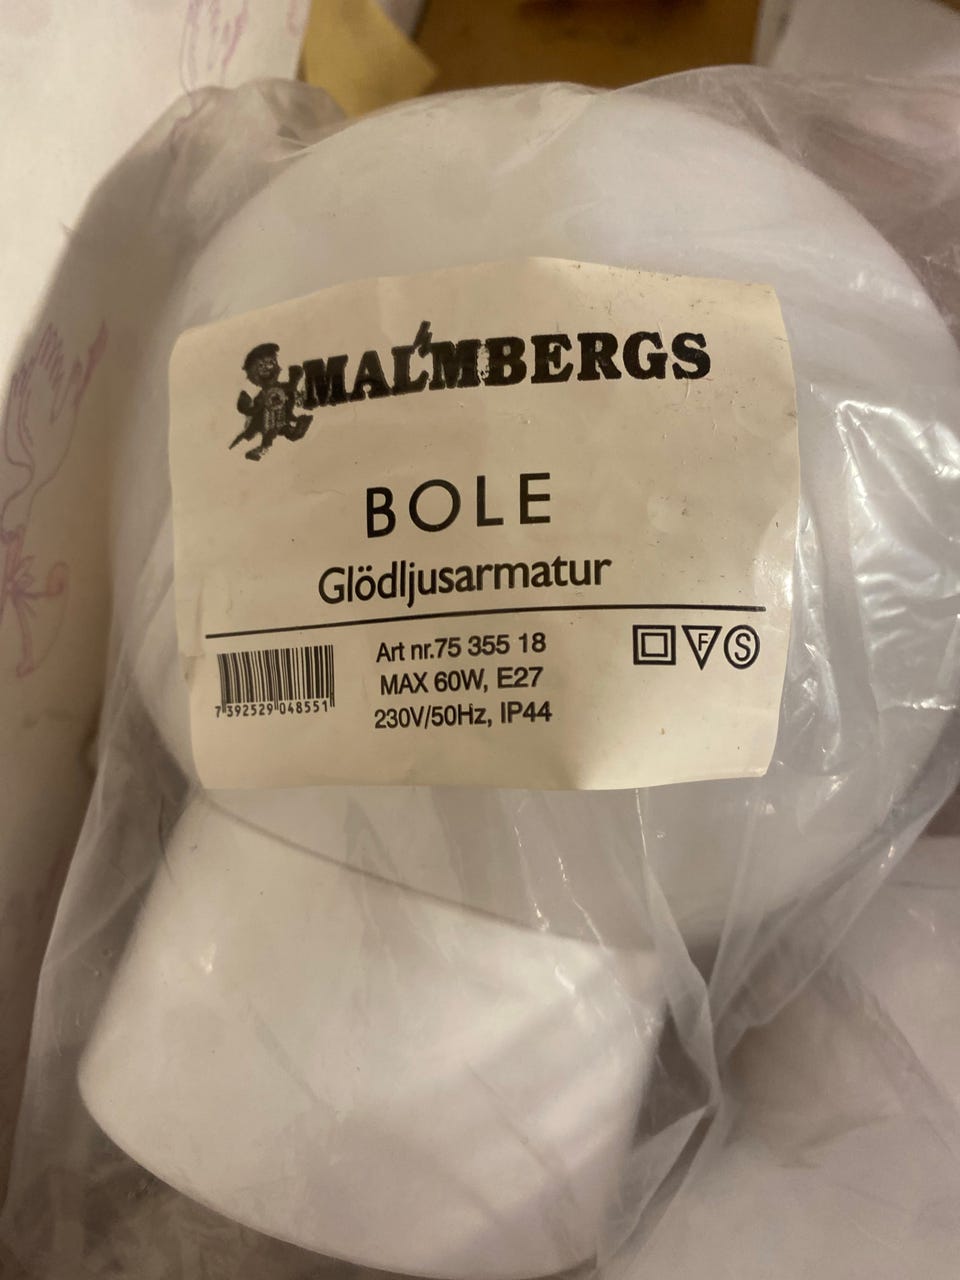 MALMBERGS
BOLE
Glödljusarmatur
Art nr.75 355 18
MAX 60W, E27
230V/50Hz, IP44
F S
7 392529 048551